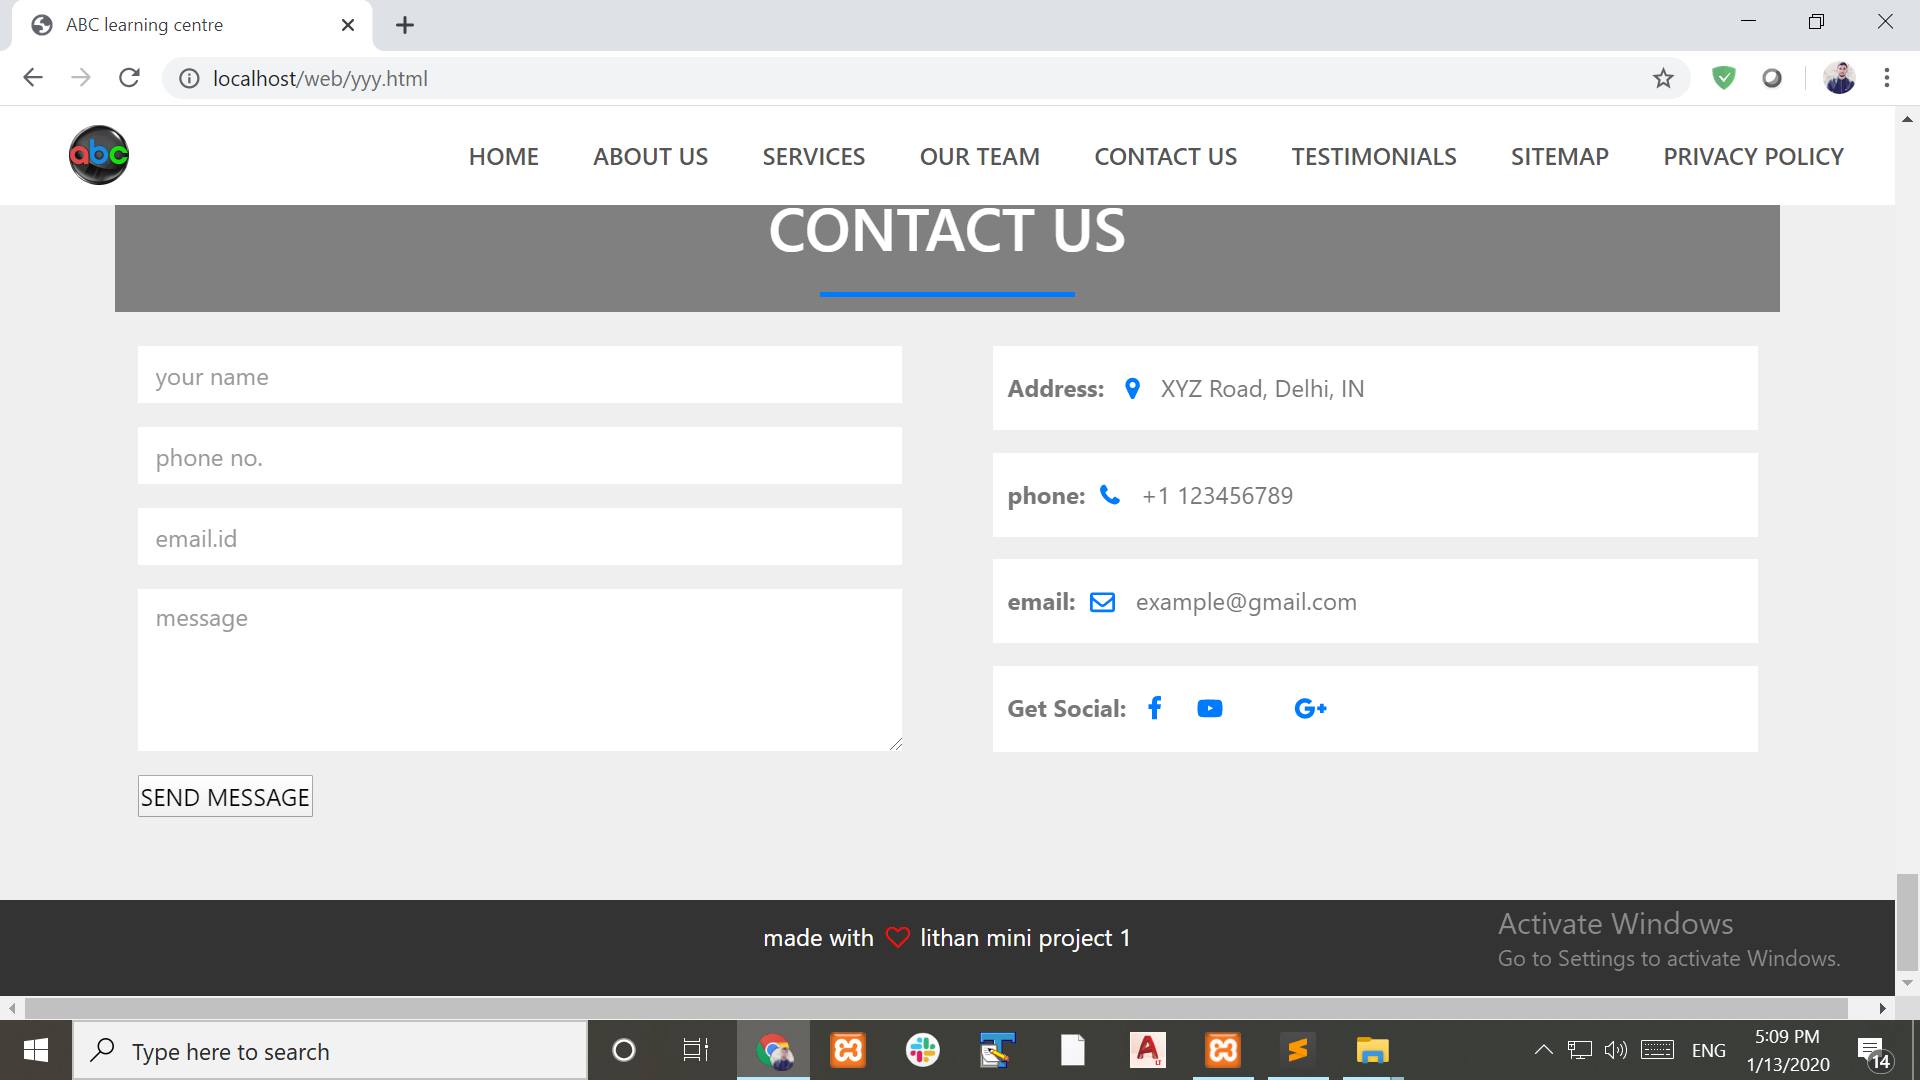 ABC learning centre
localhost/web/yyy.html
abc
HOME ABOUT US SERVICES OUR TEAM CONTACT US TESTIMONIALS SITEMAP PRIVACY POLICY
CONTACT US
your name
phone no.
email.id
message
SEND MESSAGE
Address: XYZ Road, Delhi, IN
phone: +1 123456789
email: example@gmail.com
Get Social: G+
made with lithan mini project 1
Activate Windows
Go to Settings to activate Windows.
Type here to search
ENG
5:09 PM
1/13/2020
14